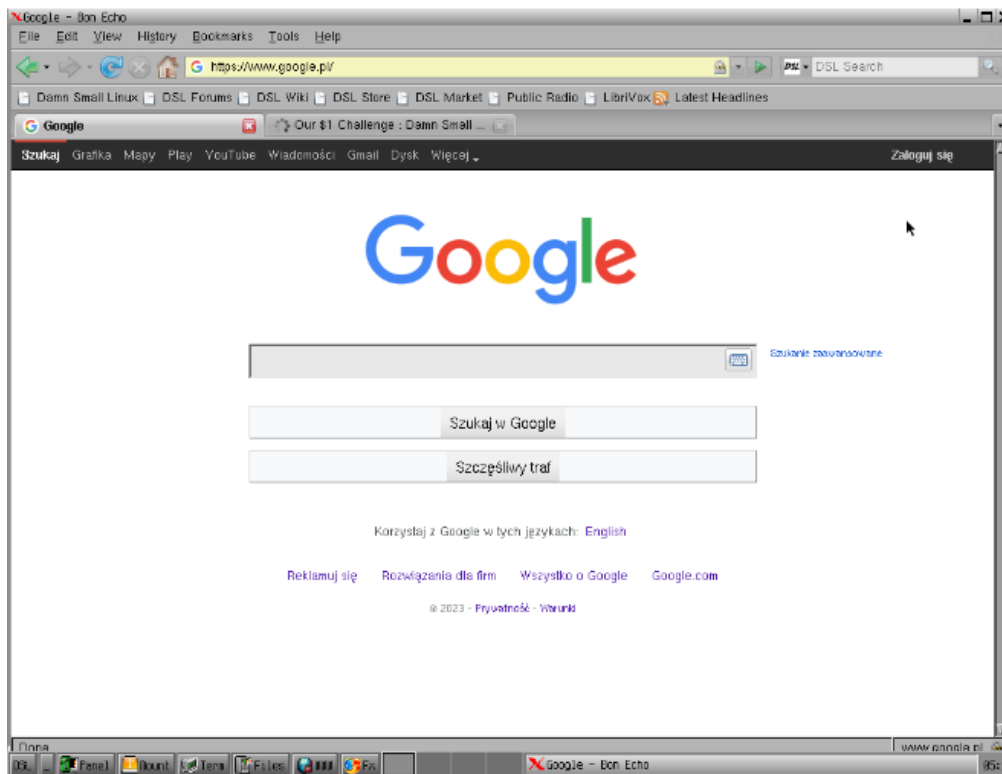 Google - Bon Echo
File Edit View History Bookmarks Tools Help
https://www.google.pl/ DSL DSL Search
Damn Small Linux DSL Forums DSL Wiki DSL Store DSL Market Public Radio LibriVox Latest Headlines
Google Our $1 Challenge : Damn Small ...
Szukaj Grafika Mapy Play YouTube Wiadomości Gmail Dysk Więcej Zaloguj się
Google
Szukanie zaawansowane
Szukaj w Google
Szczęśliwy traf
Korzystaj z Google w tych językach: English
Reklamuj się Rozwiązania dla firm Wszystko o Google Google.com
© 2023 - Prywatność - Warunki
Done www.google.pl
DSL Panel Mount Term Files Google - Bon Echo